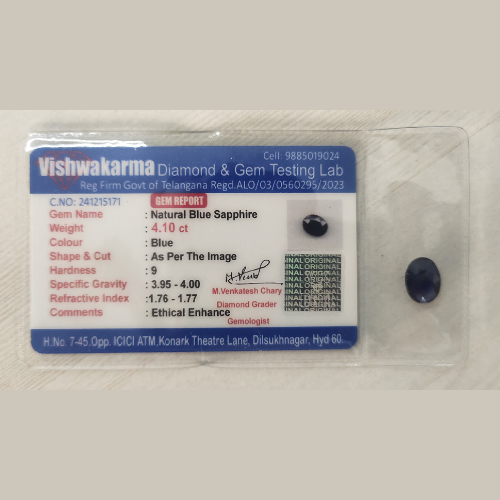 Cell: 9885019024
Vishwakarma Diamond & Gem Testing Lab
Reg Firm Govt of Telangana Regd.ALO/03/0560295/2023
C.NO: 241215171 GEM REPORT
Gem Name : Natural Blue Sapphire
Weight : 4.10 ct
Colour : Blue
Shape & Cut : As Per The Image
Hardness : 9
Specific Gravity : 3.95 - 4.00
Refractive Index : 1.76 - 1.77
Comments : Ethical Enhance
M.Venkatesh Chary
Diamond Grader
Gemologist
ORIGINAL
H.No. 7-45,Opp. ICICI ATM,Konark Theatre Lane, Dilsukhnagar, Hyd 60.